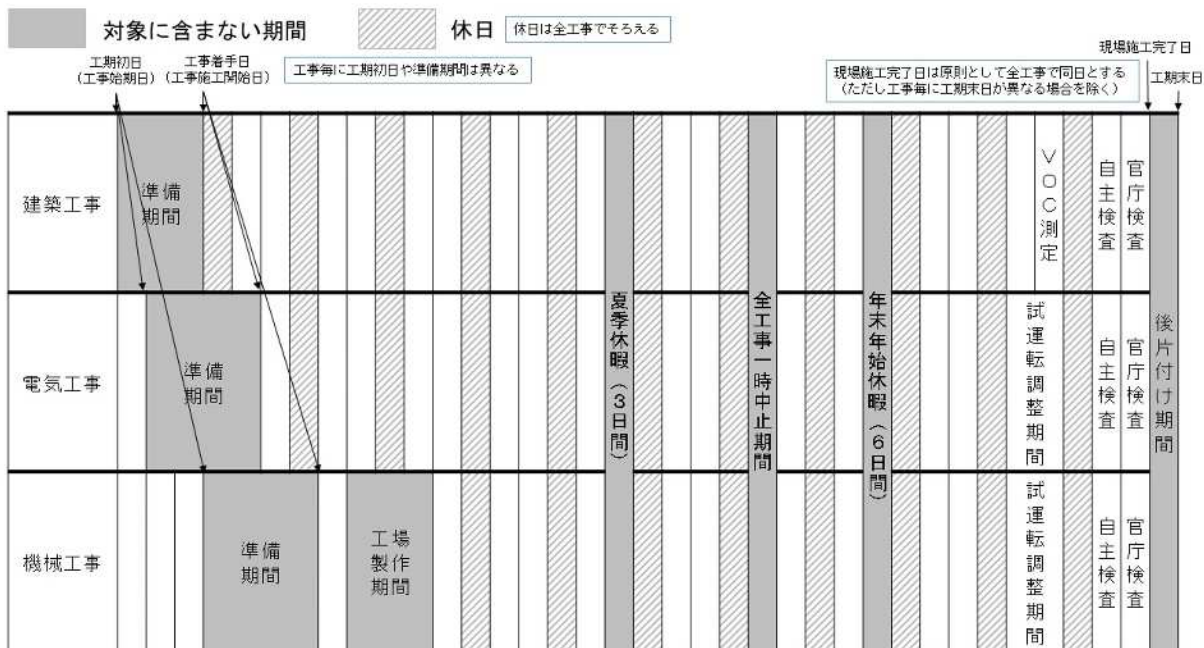 対象に含まない期間
休日
休日は全工事でそろえる
工期初日
(工事始期日)
工事着手日
(工事施工開始日)
工事毎に工期初日や準備期間は異なる
現場施工完了日
現場施工完了日は原則として全工事で同日とする
(ただし工事毎に工期末日が異なる場合を除く)
工期末日
建築工事
準備
期間
VOC測定
自主検査
官庁検査
夏季休暇(3日間)
全工事一時中止期間
年末年始休暇(6日間)
後片付け期間
電気工事
準備
期間
試運転調整期間
自主検査
官庁検査
機械工事
準備
期間
工場
製作
期間
試運転調整期間
自主検査
官庁検査